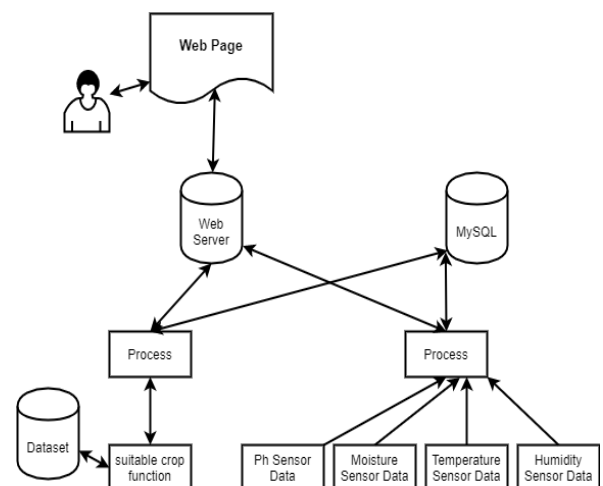 Web Page
Web
Server
MySQL
Process
Process
Dataset
suitable crop
function
Ph Sensor
Data
Moisture
Sensor Data
Temperature
Sensor Data
Humidity
Sensor Data